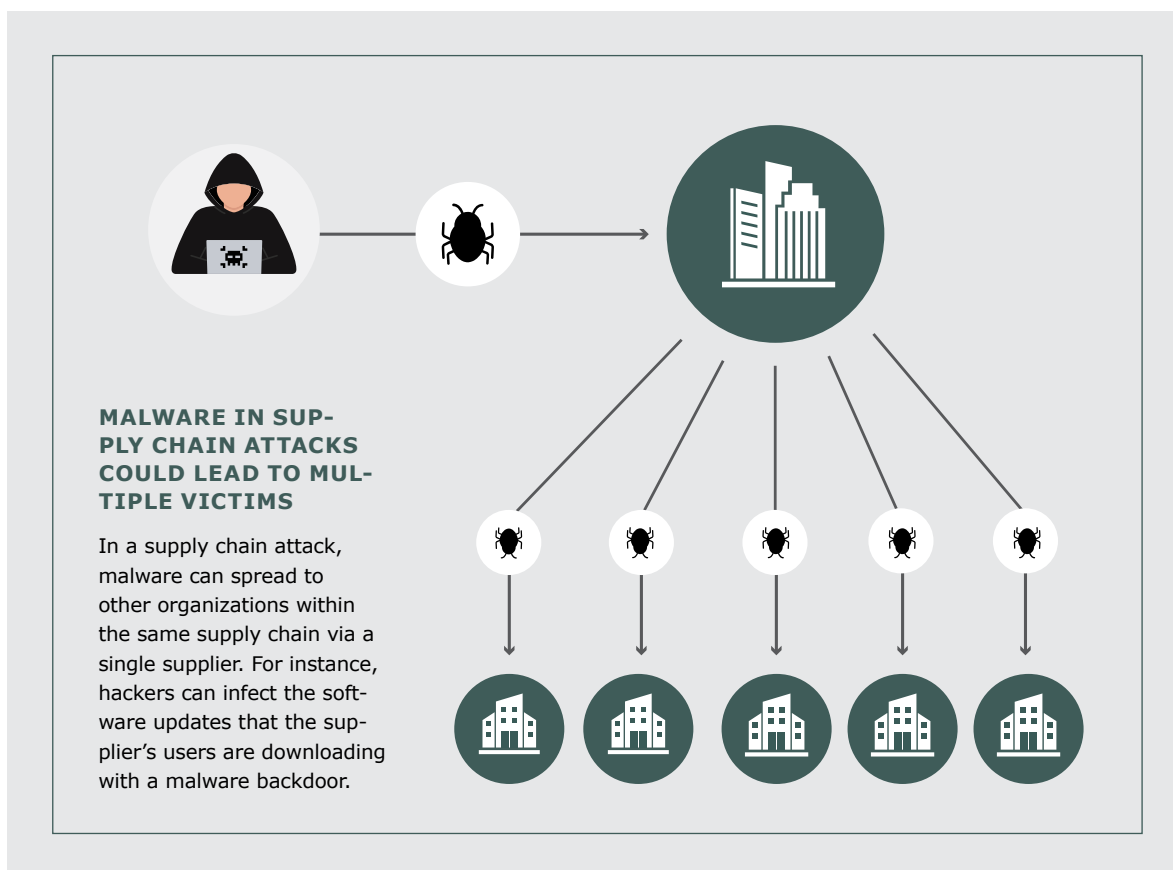 MALWARE IN SUP-
PLY CHAIN ATTACKS
COULD LEAD TO MUL-
TIPLE VICTIMS
In a supply chain attack,
malware can spread to
other organizations within
the same supply chain via a
single supplier. For instance,
hackers can infect the soft-
ware updates that the sup-
plier’s users are downloading
with a malware backdoor.